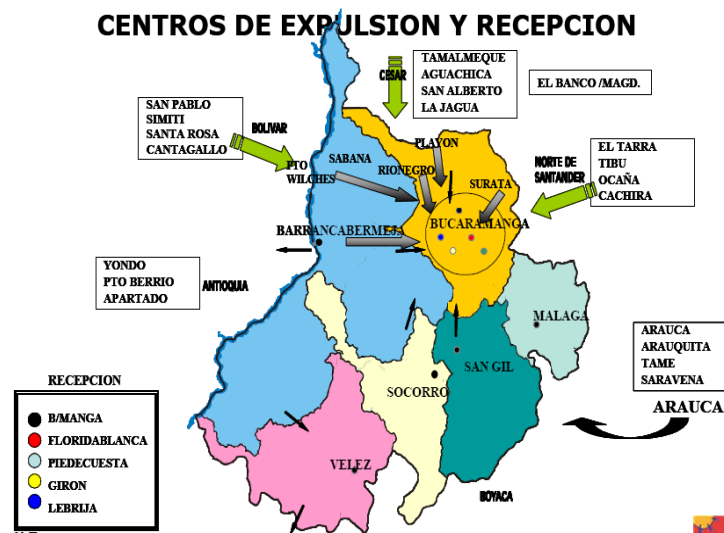 CENTROS DE EXPULSION Y RECEPCION
TAMALMEQUE
AGUACHICA
SAN ALBERTO
LA JAGUA
CESAR
EL BANCO /MAGD.
SAN PABLO
SIMITI
SANTA ROSA
CANTAGALLO
BOLIVAR
PLAYON
SABANA
PTO
WILCHES
RIONEGRO
SURATA
NORTE DE
SANTANDER
EL TARRA
TIBU
OCAÑA
CACHIRA
BARRANCABERMEJA
BUCARAMANGA
YONDO
PTO BERRIO
APARTADO
ANTIOQUIA
MALAGA
ARAUCA
ARAUQUITA
TAME
SARAVENA
ARAUCA
SAN GIL
SOCORRO
VELEZ
BOYACA
RECEPCION
B/MANGA
FLORIDABLANCA
PIEDECUESTA
GIRON
LEBRIJA